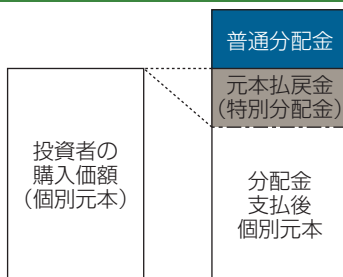 普通分配金
元本払戻金
（特別分配金）
投資者の
購入価額
（個別元本）
分配金
支払後
個別元本